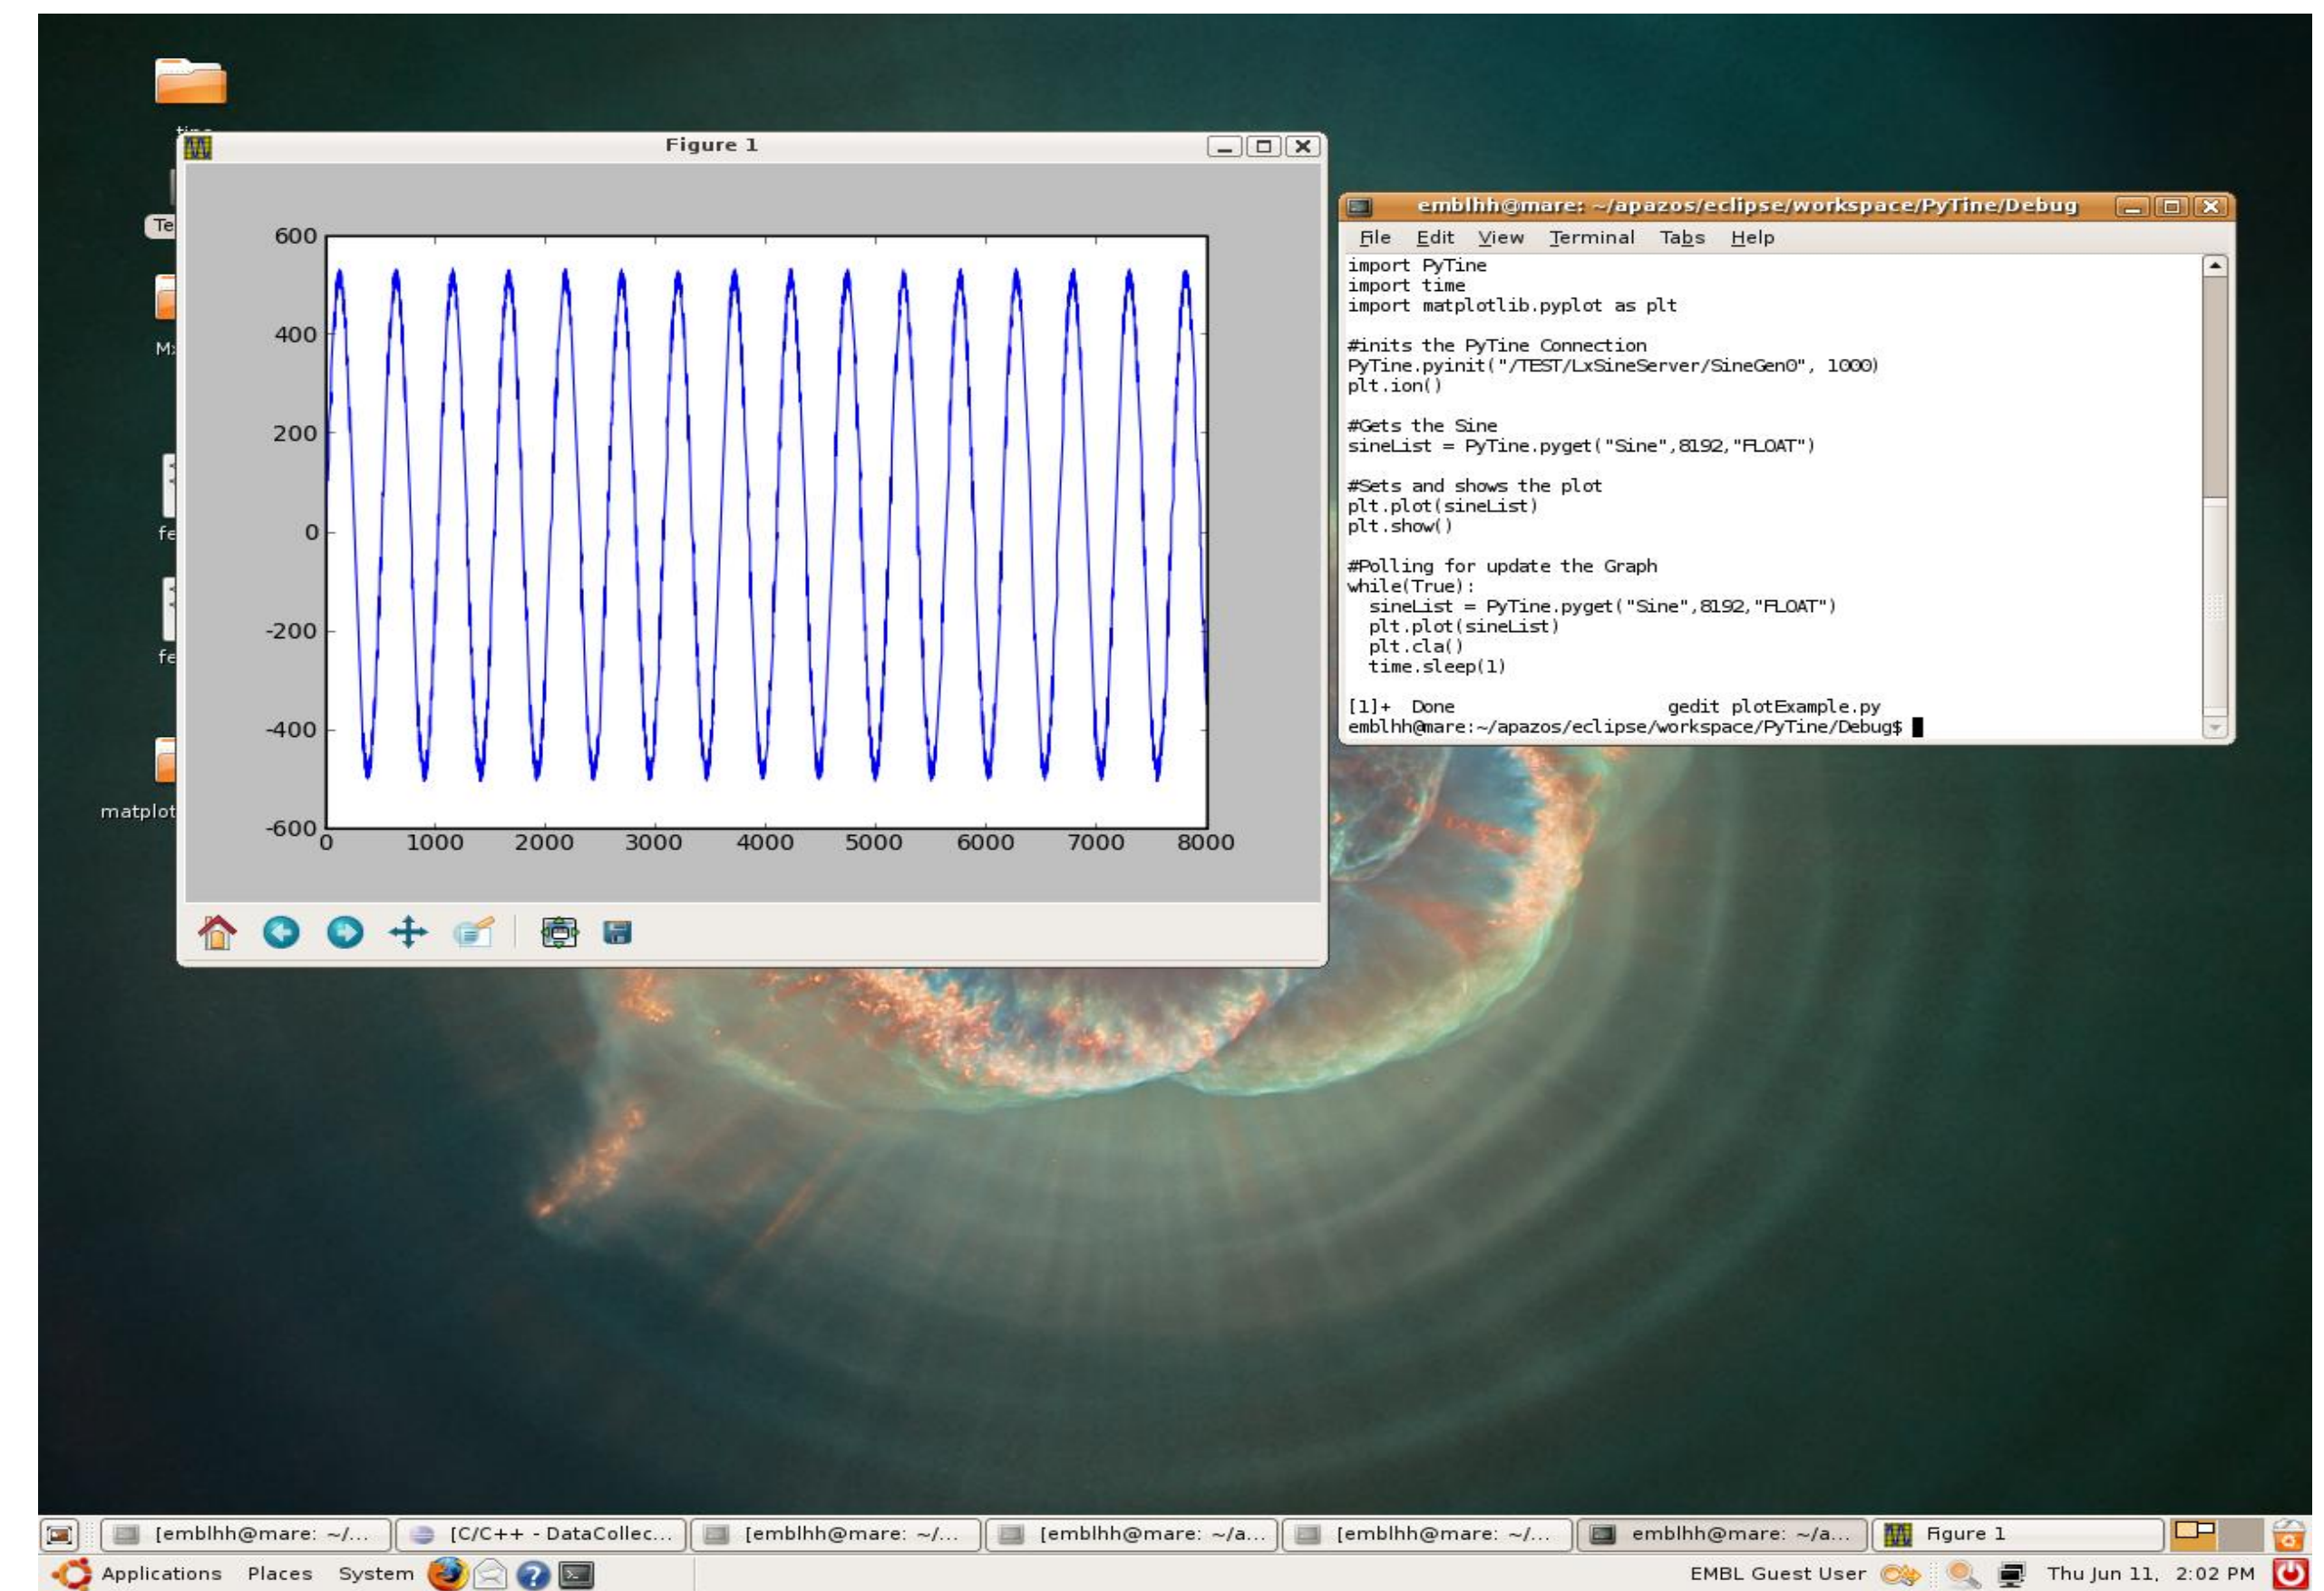 Figure 1
600
400
200
0
-200
-400
-600
0 1000 2000 3000 4000 5000 6000 7000 8000
Te
fe
fe
matplot
emblhh@mare: ~/apazos/eclipse/workspace/PyTine/Debug
File Edit View Terminal Tabs Help
import PyTine
import time
import matplotlib.pyplot as plt
#inits the PyTine Connection
PyTine.pyinit("/TEST/LxSineServer/SineGen0", 1000)
plt.ion()
#Gets the Sine
sineList = PyTine.pyget("Sine",8192,"FLOAT")
#Sets and shows the plot
plt.plot(sineList)
plt.show()
#Polling for update the Graph
while(True):
sineList = PyTine.pyget("Sine",8192,"FLOAT")
plt.plot(sineList)
plt.cla()
time.sleep(1)
[1]+ Done gedit plotExample.py
emblhh@mare:~/apazos/eclipse/workspace/PyTine/Debug$
[emblhh@mare: ~/... [C/C++ - DataCollec... [emblhh@mare: ~/... [emblhh@mare: ~/a... [emblhh@mare: ~/... emblhh@mare: ~/a... Figure 1
Applications Places System EMBL Guest User Thu Jun 11, 2:02 PM